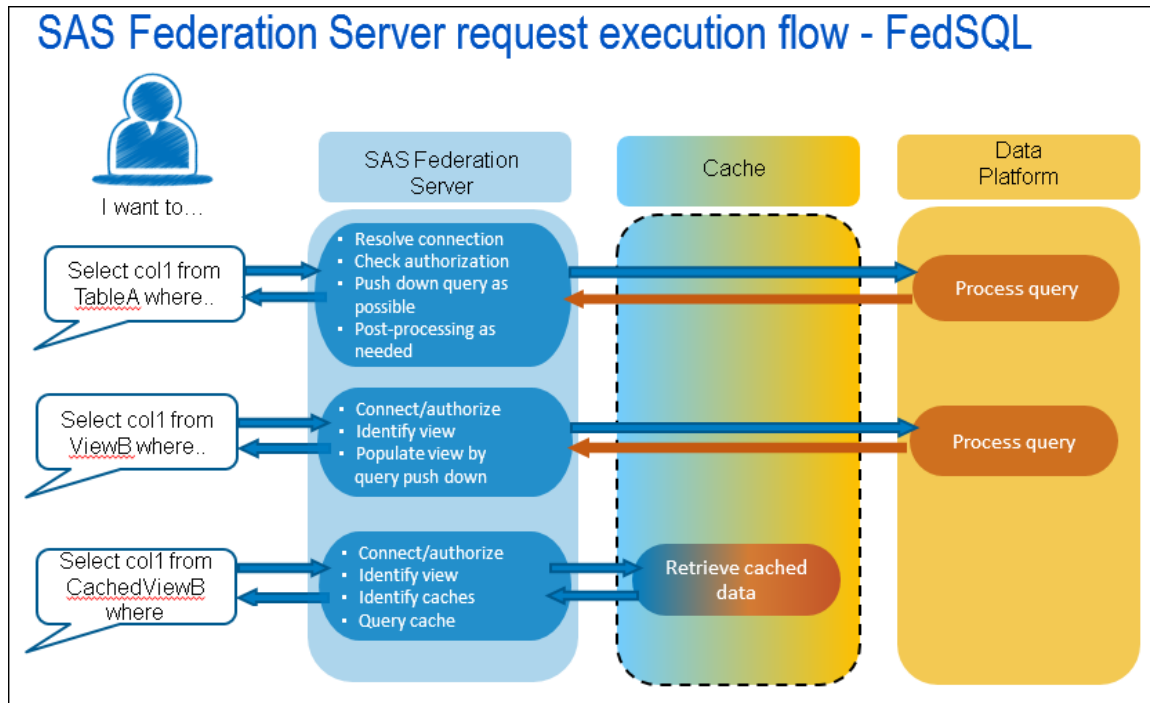 SAS Federation Server request execution flow - FedSQL
I want to...
SAS Federation
Server
Cache
Data
Platform
Select col1 from
TableA where..
▪ Resolve connection
▪ Check authorization
▪ Push down query as
possible
▪ Post-processing as
needed
Process query
Select col1 from
ViewB where..
▪ Connect/authorize
▪ Identify view
▪ Populate view by
query push down
Process query
Select col1 from
CachedViewB
where
▪ Connect/authorize
▪ Identify view
▪ Identify caches
▪ Query cache
Retrieve cached
data